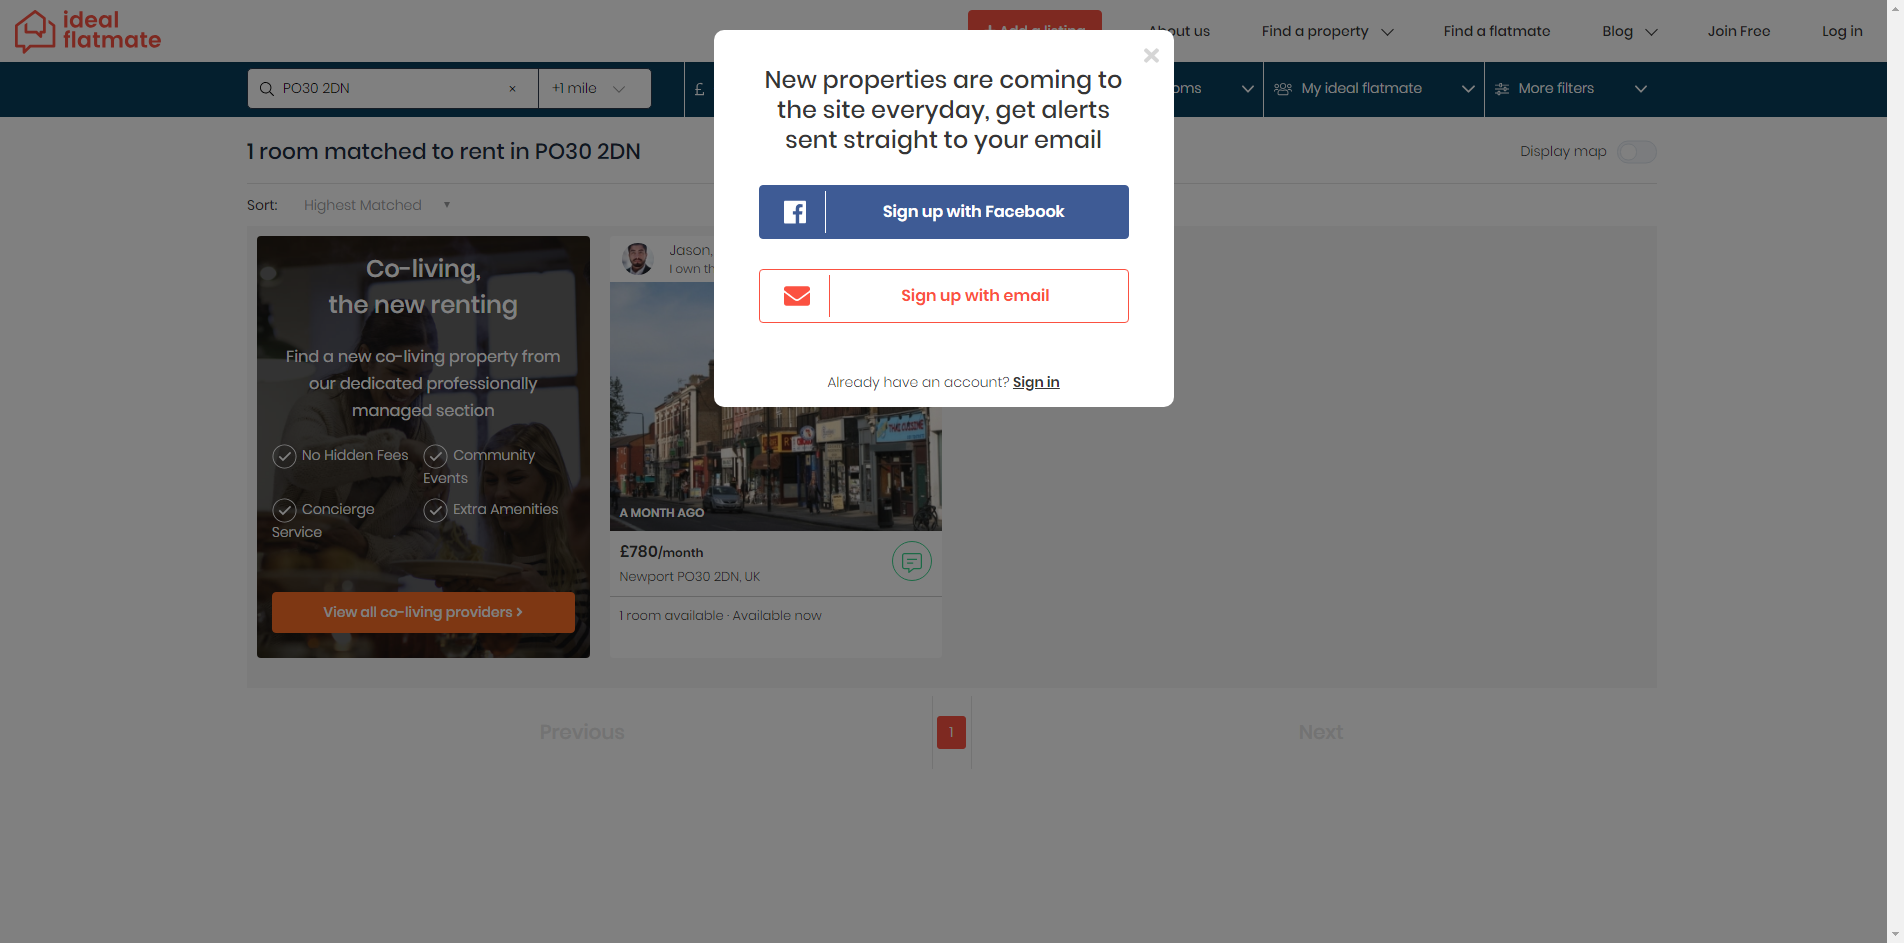 ideal
flatmate
Add a listing
About us
Find a property
Find a flatmate
Blog
Join Free
Log in
PO30 2DN
×
+1 mile
£
My ideal flatmate
More filters
1 room matched to rent in PO30 2DN
Display map
Sort:
Highest Matched
New properties are coming to
the site everyday, get alerts
sent straight to your email
Sign up with Facebook
Sign up with email
Already have an account? Sign in
Co-living,
the new renting
Find a new co-living property from
our dedicated professionally
managed section
No Hidden Fees
Community
Events
Concierge
Service
Extra Amenities
View all co-living providers
Jason,
I own
THAI CUISINE
A MONTH AGO
£780/month
Newport PO30 2DN, UK
1 room available · Available now
Previous
1
Next